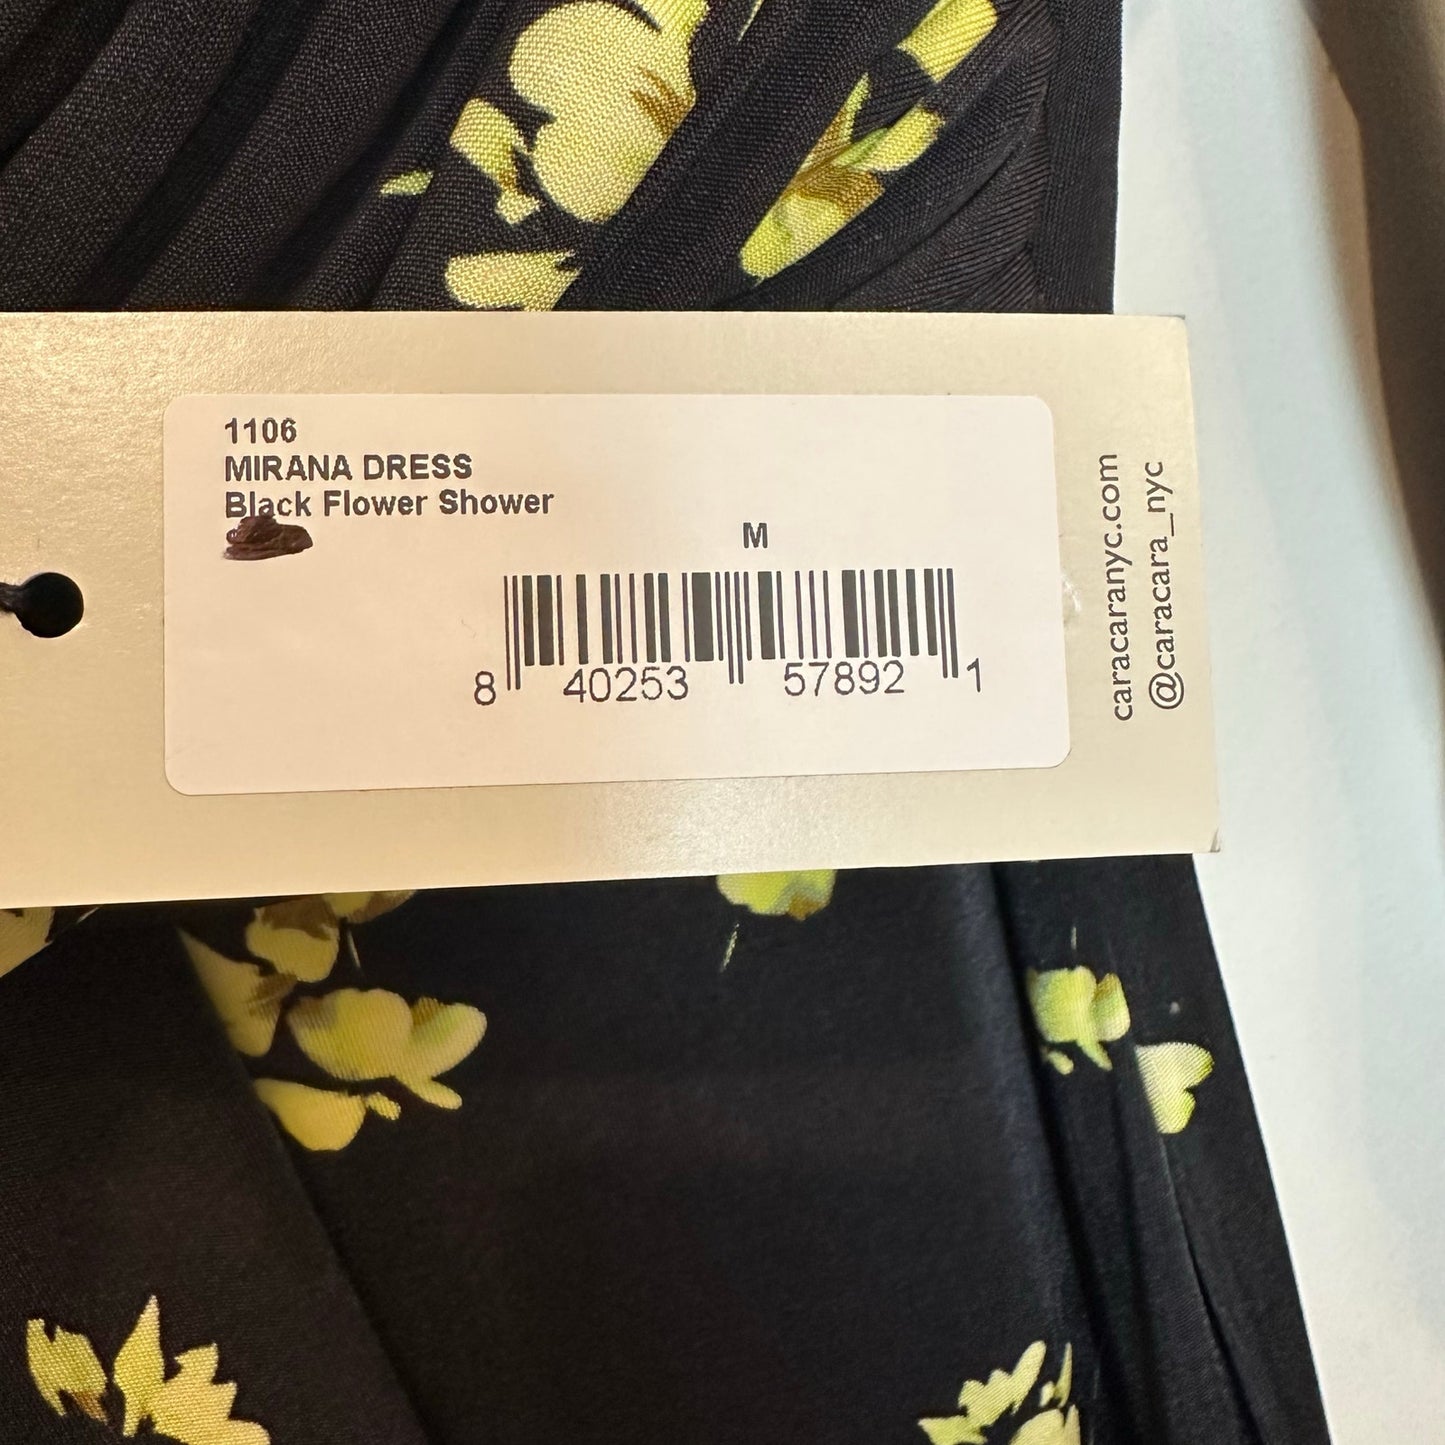 1106
MIRANA DRESS
Black Flower Shower
M
8 40253 57892 1
caracaranyc.com
@caracara_nyc